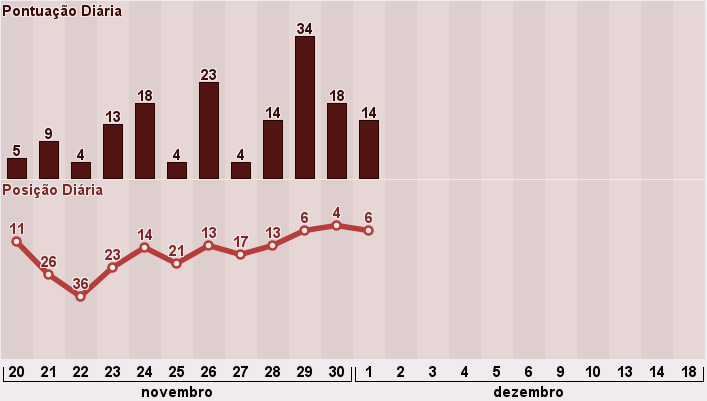 Pontuação Diária
5 9 4 13 18 4 23 4 14 34 18 14
Posição Diária
11 26 36 23 14 21 13 17 13 6 4 6
20 21 22 23 24 25 26 27 28 29 30 1 2 3 4 5 6 9 10 13 14 18
novembro dezembro